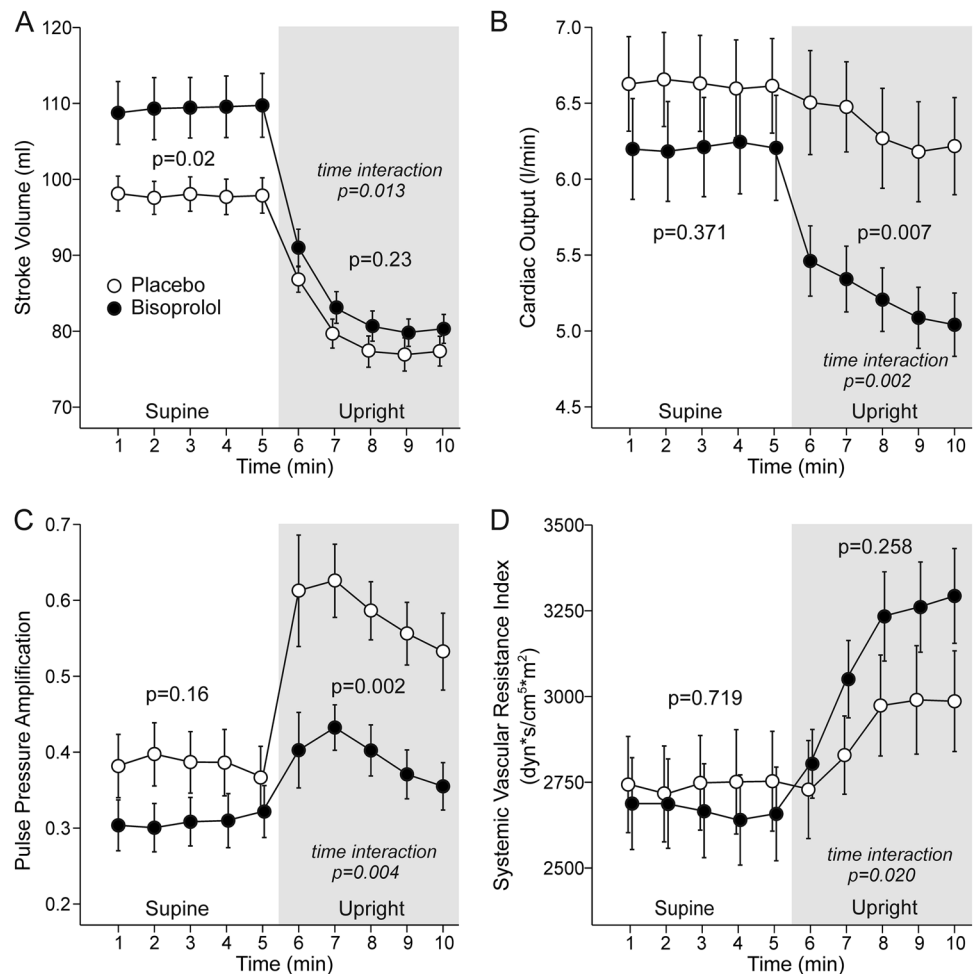 A
Stroke Volume (ml)
120
110
100
90
80
70
p=0.02
time interaction
p=0.013
p=0.23
Placebo
Bisoprolol
Supine
Upright
1 2 3 4 5 6 7 8 9 10
Time (min)
B
Cardiac Output (l/min)
7.0
6.5
6.0
5.5
5.0
4.5
p=0.371
p=0.007
time interaction
p=0.002
Supine
Upright
1 2 3 4 5 6 7 8 9 10
Time (min)
C
Pulse Pressure Amplification
0.7
0.6
0.5
0.4
0.3
0.2
p=0.16
p=0.002
time interaction
p=0.004
Supine
Upright
1 2 3 4 5 6 7 8 9 10
Time (min)
D
Systemic Vascular Resistance Index
(dyn*s/cm⁵*m²)
3500
3250
3000
2750
2500
p=0.258
p=0.719
time interaction
p=0.020
Supine
Upright
1 2 3 4 5 6 7 8 9 10
Time (min)